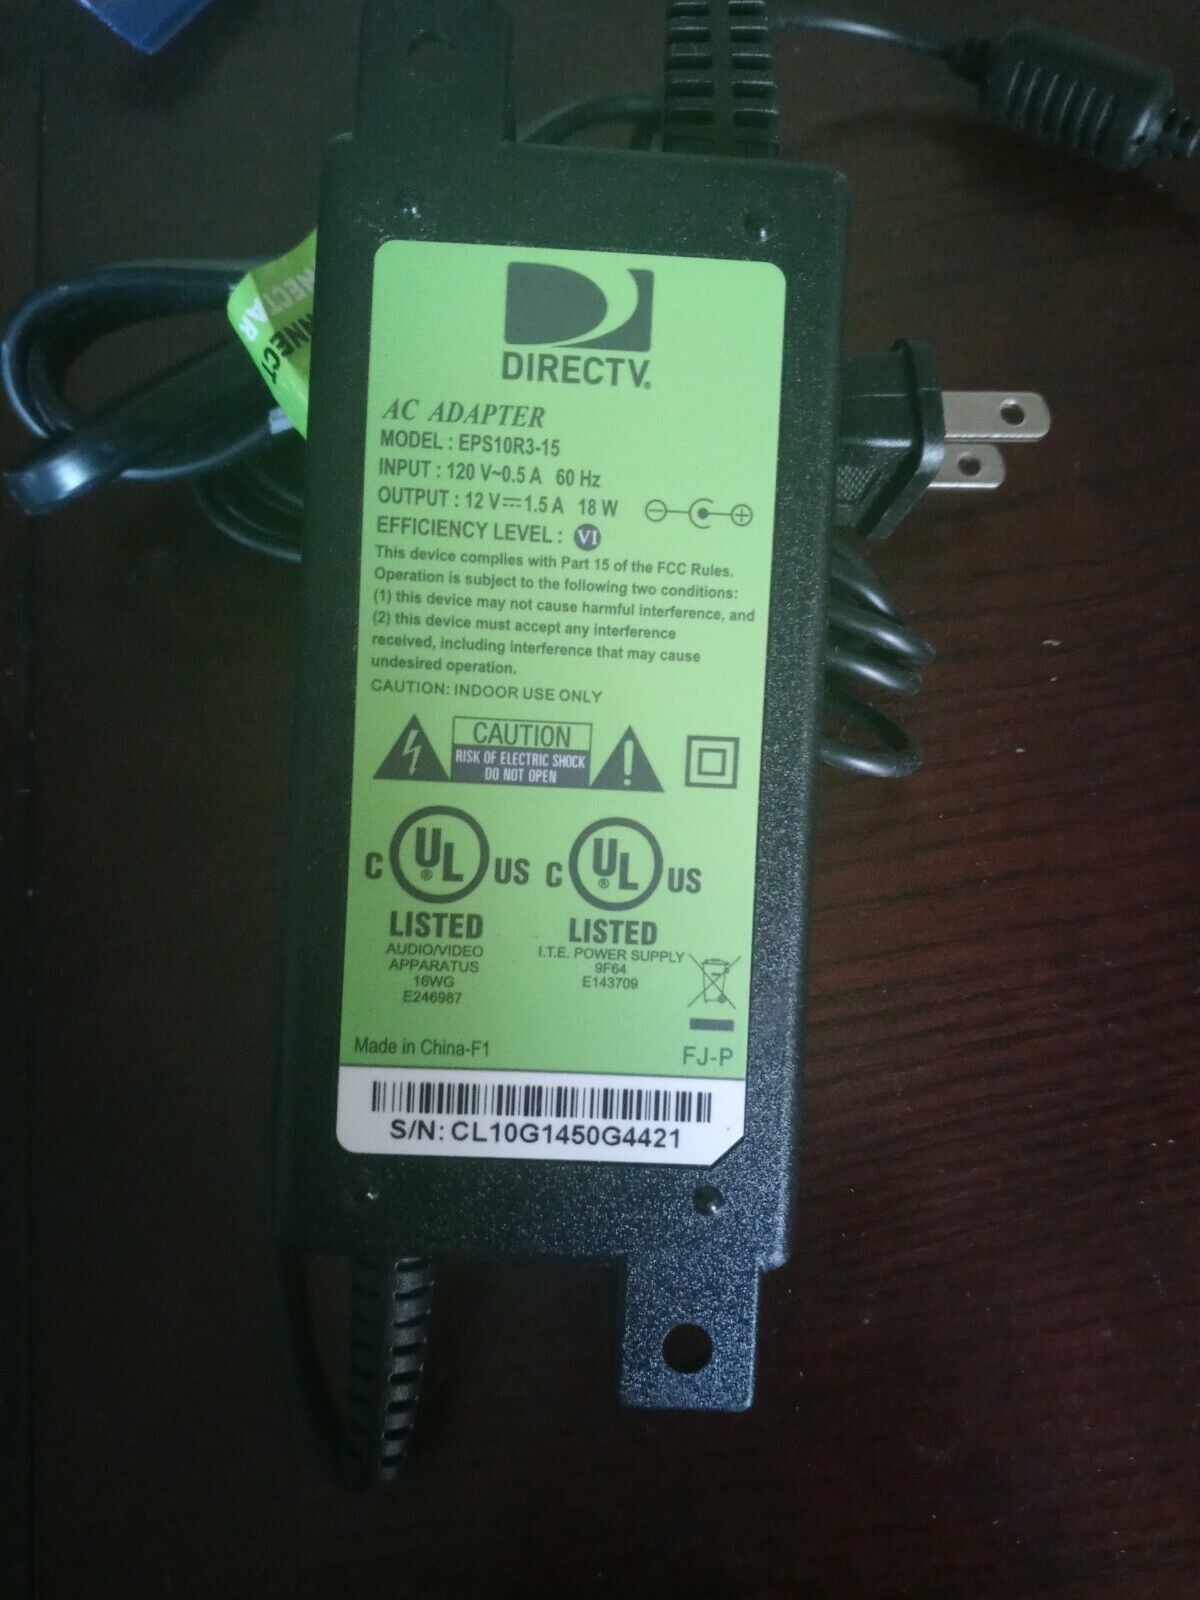 DIRECTV®
AC ADAPTER
MODEL : EPS10R3-15
INPUT : 120 V~0.5 A 60 Hz
OUTPUT : 12 V⎓1.5 A 18 W
EFFICIENCY LEVEL : VI
This device complies with Part 15 of the FCC Rules.
Operation is subject to the following two conditions:
(1) this device may not cause harmful interference, and
(2) this device must accept any interference
received, including interference that may cause
undesired operation.
CAUTION: INDOOR USE ONLY
CAUTION
RISK OF ELECTRIC SHOCK
DO NOT OPEN
C UL® US C UL® US
LISTED LISTED
AUDIO/VIDEO
APPARATUS
16WG
E246987
I.T.E. POWER SUPPLY
9F64
E143709
Made in China-F1
FJ-P
S/N: CL10G1450G4421